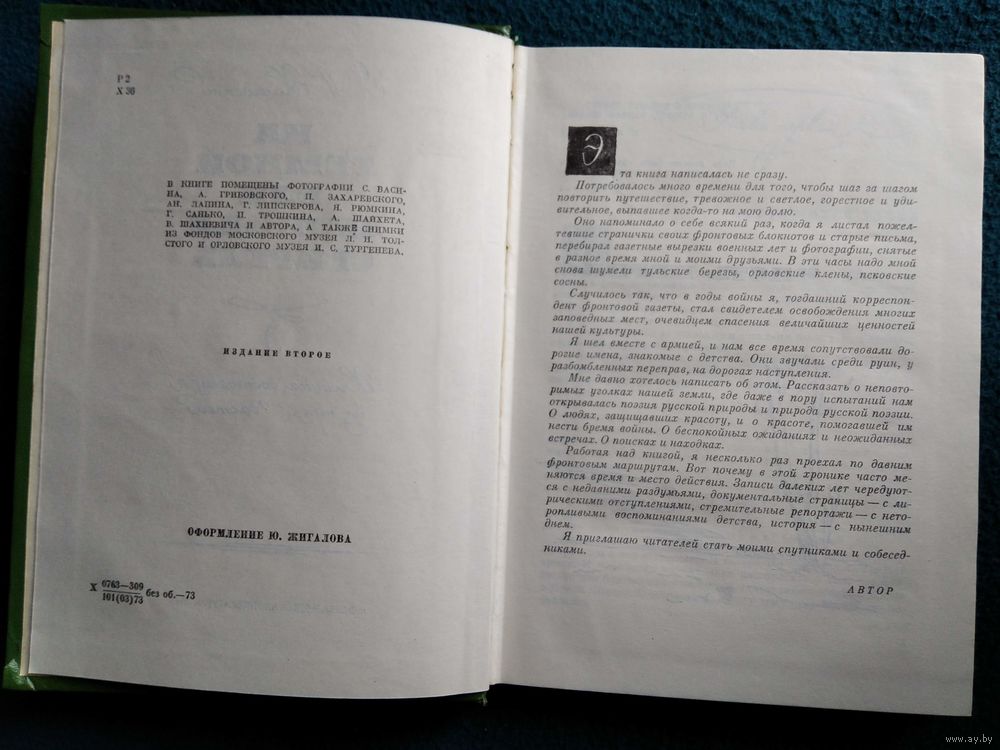 Р 2
Х 36
В КНИГЕ ПОМЕЩЕНЫ ФОТОГРАФИИ С. ВАСИ-
НА, А. ГРИБОВСКОГО, П. ЗАХАРЕВСКОГО,
АН. ЛАПИНА, Г. ЛИПСКЕРОВА, Я. РЮМКИНА,
Г. САНЬКО, П. ТРОШКИНА, А. ШАЙХЕТА,
В. ШАХНЕВИЧА И АВТОРА, А ТАКЖЕ СНИМКИ
ИЗ ФОНДОВ МОСКОВСКОГО МУЗЕЯ Л. Н. ТОЛ-
СТОГО И ОРЛОВСКОГО МУЗЕЯ И. С. ТУРГЕНЕВА.
ИЗДАНИЕ ВТОРОЕ
ОФОРМЛЕНИЕ Ю. ЖИГАЛОВА
Х 0763—309
101(03)73 без об.—73
Эта книга написалась не сразу.
Потребовалось много времени для того, чтобы шаг за шагом
повторить путешествие, тревожное и светлое, горестное и уди-
вительное, выпавшее когда-то на мою долю.
Оно напоминало о себе всякий раз, когда я листал пожел-
тевшие странички своих фронтовых блокнотов и старые письма,
перебирал газетные вырезки военных лет и фотографии, снятые
в разное время мной и моими друзьями. В эти часы надо мной
снова шумели тульские березы, орловские клены, псковские
сосны.
Случилось так, что в годы войны я, тогдашний корреспон-
дент фронтовой газеты, стал свидетелем освобождения многих
заповедных мест, очевидцем спасения величайших ценностей
нашей культуры.
Я шел вместе с армией, и нам все время сопутствовали до-
рогие имена, знакомые с детства. Они звучали среди руин, у
разбомбленных переправ, на дорогах наступления.
Мне давно хотелось написать об этом. Рассказать о неповто-
римых уголках нашей земли, где даже в пору испытаний нам
открывалась поэзия русской природы и природа русской поэзии.
О людях, защищавших красоту, и о красоте, помогавшей им
нести бремя войны. О беспокойных ожиданиях и неожиданных
встречах. О поисках и находках.
Работая над книгой, я несколько раз проехал по давним
фронтовым маршрутам. Вот почему в этой хронике часто ме-
няются время и место действия. Записи далеких лет чередуют-
ся с недавними раздумьями, документальные страницы — с ли-
рическими отступлениями, стремительные репортажи — с нето-
ропливыми воспоминаниями детства, история — с нынешним
днем.
Я приглашаю читателей стать моими спутниками и собесед-
никами.
АВТОР
www.ay.by